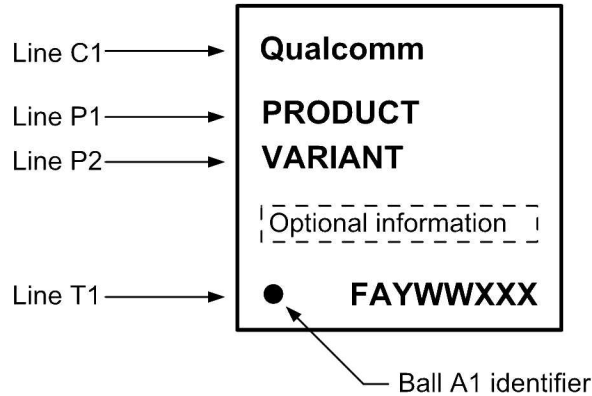 Line C1 Qualcomm
Line P1 PRODUCT
Line P2 VARIANT
Optional information
Line T1 FAYWWXXX
Ball A1 identifier